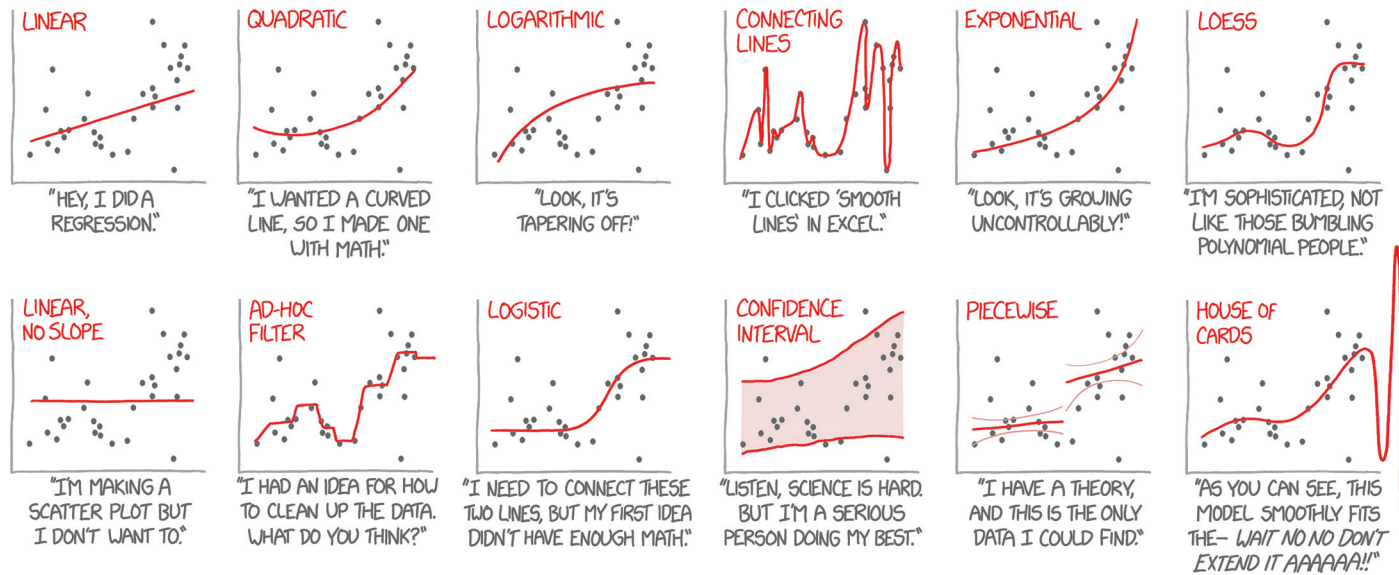 LINEAR
"HEY, I DID A
REGRESSION."
QUADRATIC
"I WANTED A CURVED
LINE, SO I MADE ONE
WITH MATH."
LOGARITHMIC
"LOOK, IT'S
TAPERING OFF!"
CONNECTING
LINES
"I CLICKED 'SMOOTH
LINES' IN EXCEL."
EXPONENTIAL
"LOOK, IT'S GROWING
UNCONTROLLABLY!"
LOESS
"I'M SOPHISTICATED, NOT
LIKE THOSE BUMBLING
POLYNOMIAL PEOPLE."
LINEAR,
NO SLOPE
"I'M MAKING A
SCATTER PLOT BUT
I DON'T WANT TO."
AD-HOC
FILTER
"I HAD AN IDEA FOR HOW
TO CLEAN UP THE DATA.
WHAT DO YOU THINK?"
LOGISTIC
"I NEED TO CONNECT THESE
TWO LINES, BUT MY FIRST IDEA
DIDN'T HAVE ENOUGH MATH."
CONFIDENCE
INTERVAL
"LISTEN, SCIENCE IS HARD.
BUT I'M A SERIOUS
PERSON DOING MY BEST."
PIECEWISE
"I HAVE A THEORY,
AND THIS IS THE ONLY
DATA I COULD FIND."
HOUSE OF
CARDS
"AS YOU CAN SEE, THIS
MODEL SMOOTHLY FITS
THE– WAIT NO NO DON'T
EXTEND IT AAAAAA!!"